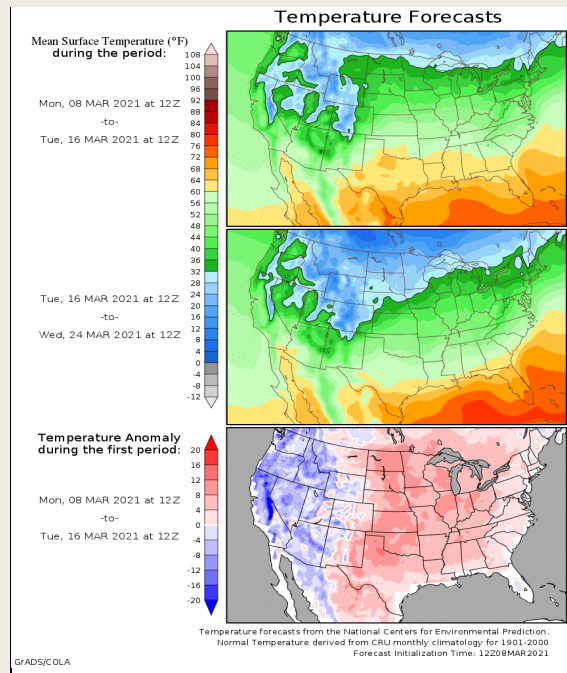 Temperature Forecasts
Mean Surface Temperature (°F)
during the period:
Mon, 08 MAR 2021 at 12Z
-to-
Tue, 16 MAR 2021 at 12Z
108
104
100
96
92
88
84
80
76
72
68
64
60
56
52
48
44
40
36
32
30
28
24
20
16
12
8
4
0
-4
-8
-12
Tue, 16 MAR 2021 at 12Z
-to-
Wed, 24 MAR 2021 at 12Z
Temperature Anomaly
during the first period:
Mon, 08 MAR 2021 at 12Z
-to-
Tue, 16 MAR 2021 at 12Z
20
16
12
8
4
0
-4
-8
-12
-16
-20
Temperature forecasts from the National Centers for Environmental Prediction.
Normal Temperature derived from CRU monthly climatology for 1901-2000
Forecast Initialization Time: 12Z08MAR2021
GrADS/COLA